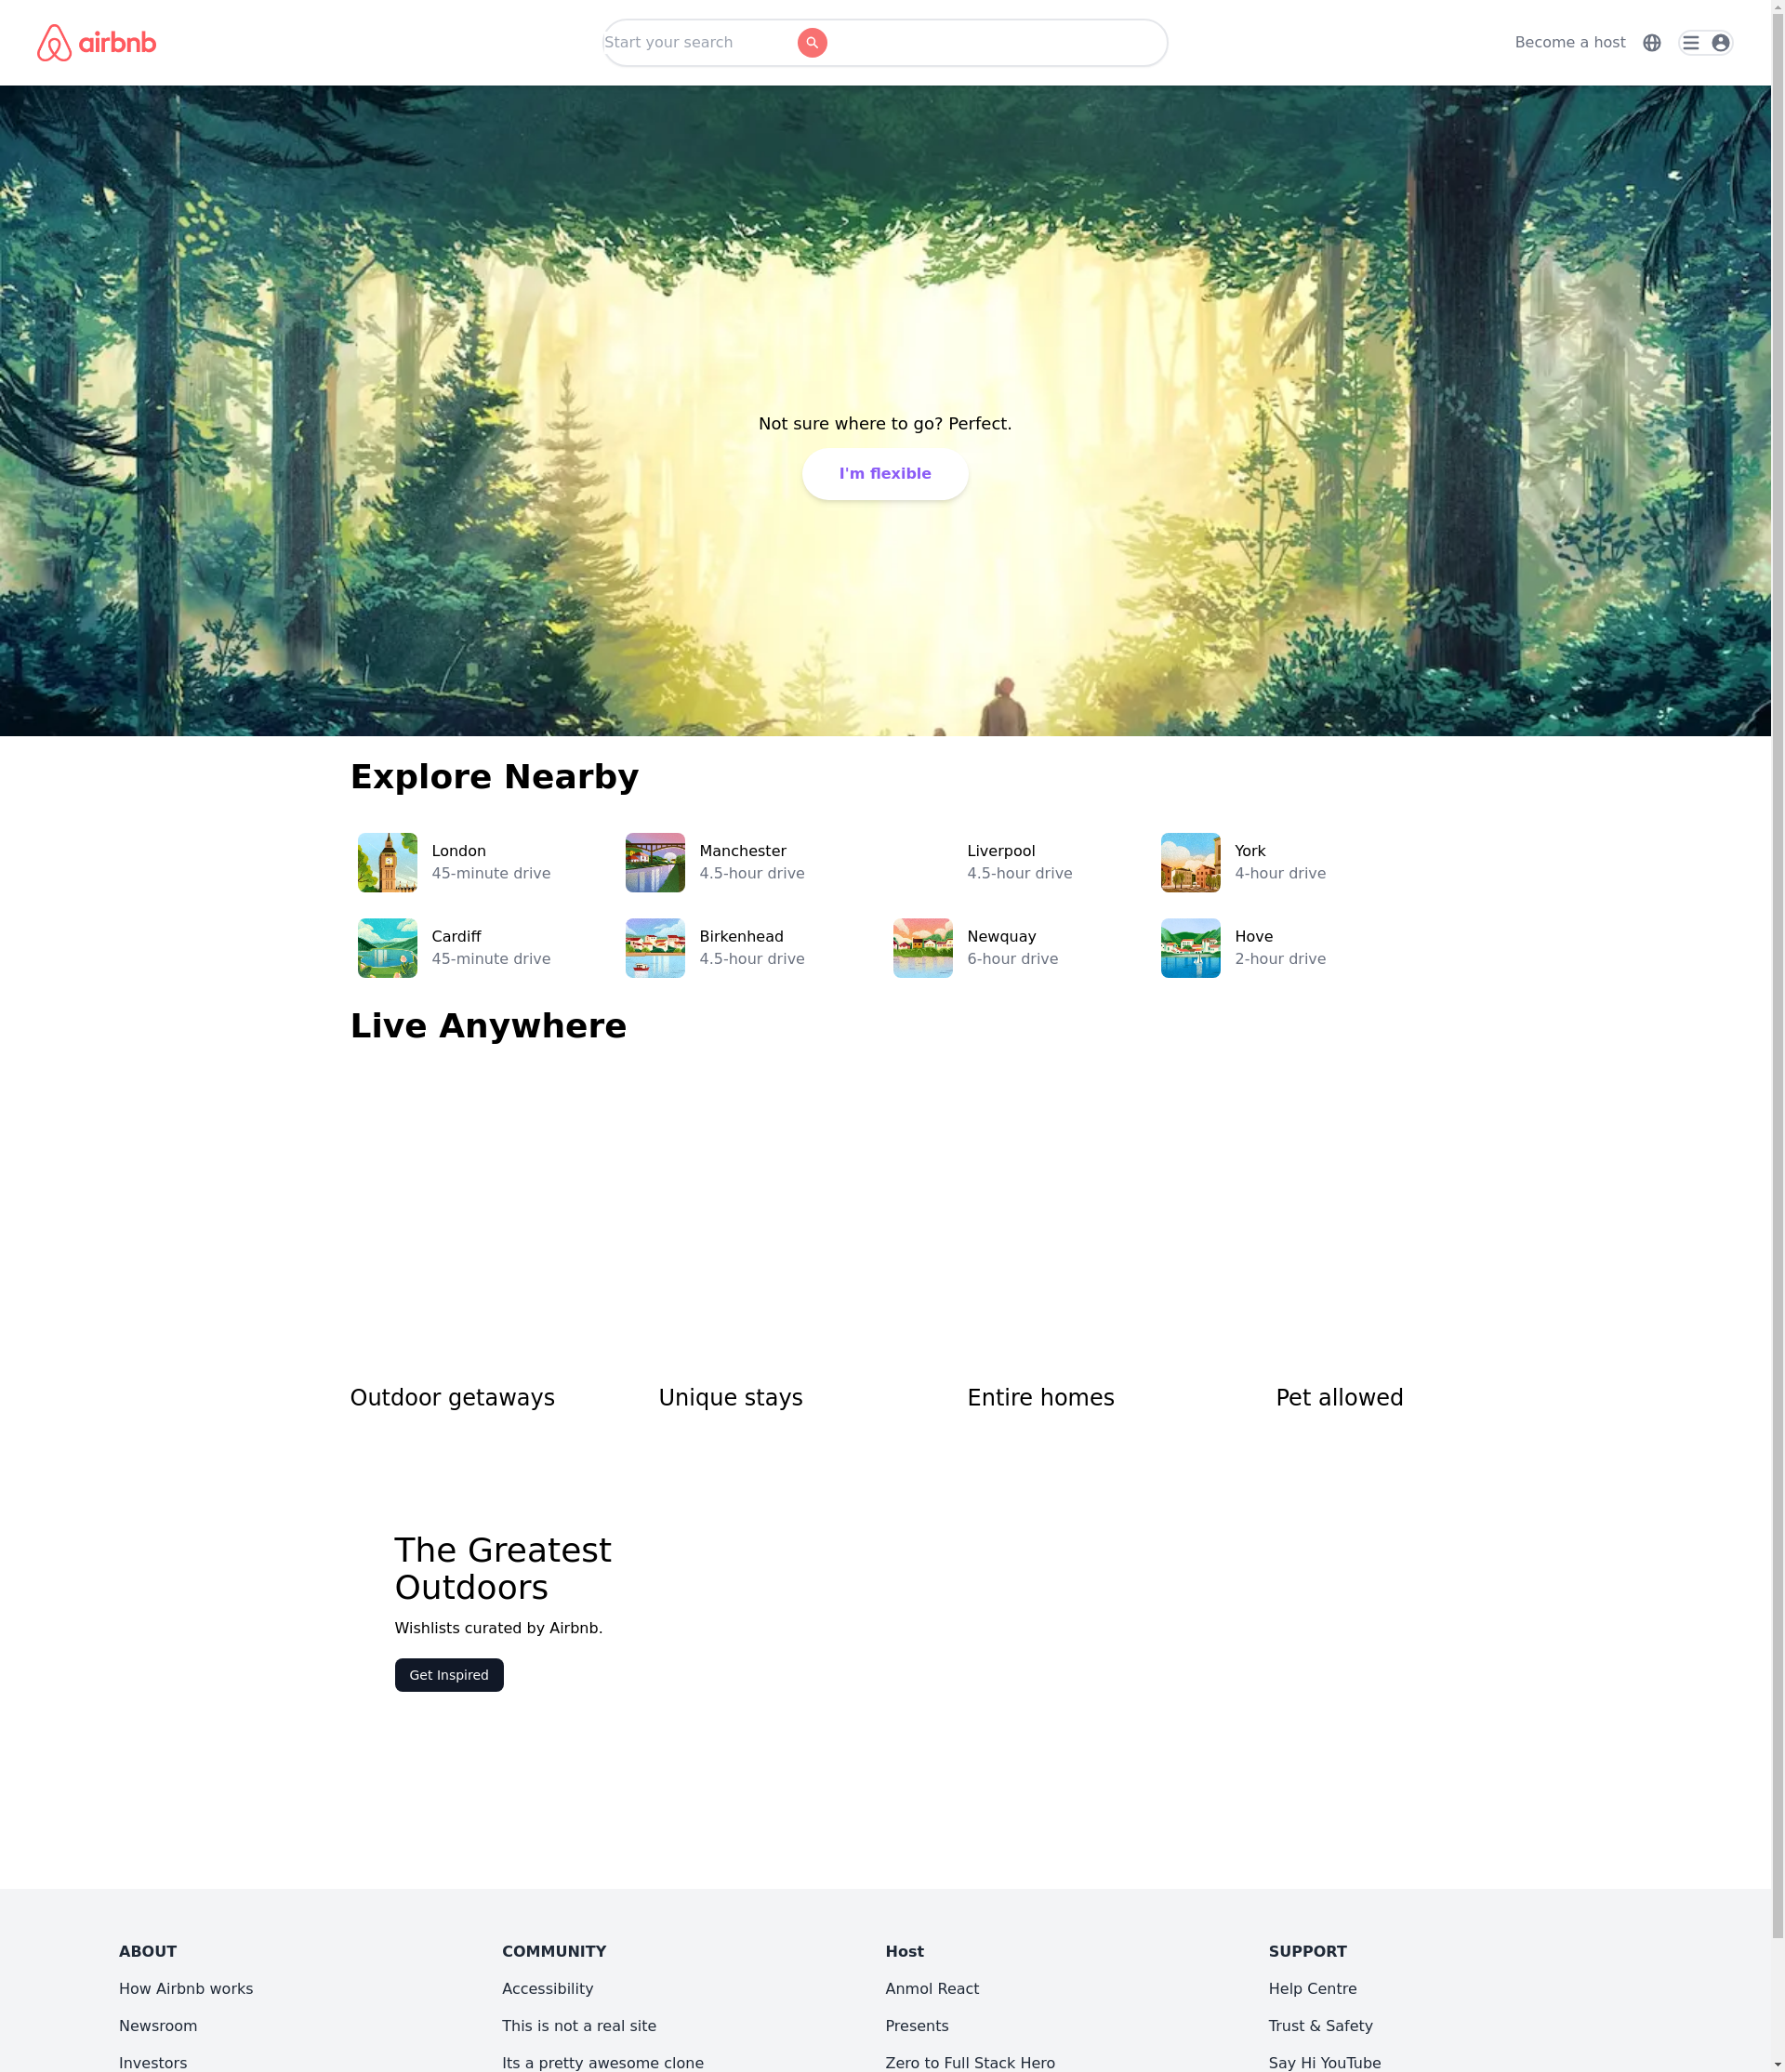 airbnb
Start your search
Become a host
Not sure where to go? Perfect.
I'm flexible
Explore Nearby
London
45-minute drive
Manchester
4.5-hour drive
Liverpool
4.5-hour drive
York
4-hour drive
Cardiff
45-minute drive
Birkenhead
4.5-hour drive
Newquay
6-hour drive
Hove
2-hour drive
Live Anywhere
Outdoor getaways
Unique stays
Entire homes
Pet allowed
The Greatest
Outdoors
Wishlists curated by Airbnb.
Get Inspired
ABOUT
How Airbnb works
Newsroom
Investors
COMMUNITY
Accessibility
This is not a real site
Its a pretty awesome clone
Host
Anmol React
Presents
Zero to Full Stack Hero
SUPPORT
Help Centre
Trust & Safety
Say Hi YouTube